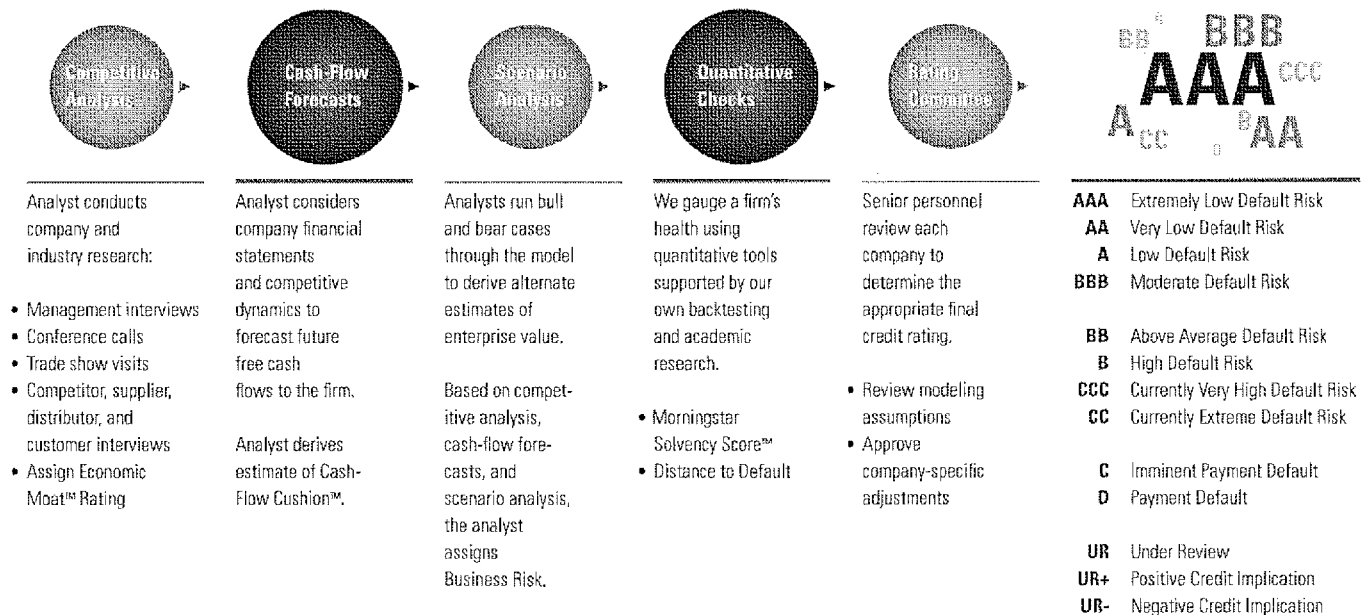 Competitive
Analysis
Cash-Flow
Forecasts
Scenario
Analysis
Quantitative
Checks
Rating
Committee
B
BB
BBB
AAA
CCC
A
CC
D
B
AA
Analyst conducts
company and
industry research:
• Management interviews
• Conference calls
• Trade show visits
• Competitor, supplier,
distributor, and
customer interviews
• Assign Economic
Moat™ Rating
Analyst considers
company financial
statements
and competitive
dynamics to
forecast future
free cash
flows to the firm.
Analyst derives
estimate of Cash-
Flow Cushion™.
Analysts run bull
and bear cases
through the model
to derive alternate
estimates of
enterprise value.
Based on compet-
itive analysis,
cash-flow fore-
casts, and
scenario analysis,
the analyst
assigns
Business Risk.
We gauge a firm's
health using
quantitative tools
supported by our
own backtesting
and academic
research.
• Morningstar
Solvency Score™
• Distance to Default
Senior personnel
review each
company to
determine the
appropriate final
credit rating.
• Review modeling
assumptions
• Approve
company-specific
adjustments
AAA Extremely Low Default Risk
AA Very Low Default Risk
A Low Default Risk
BBB Moderate Default Risk
BB Above Average Default Risk
B High Default Risk
CCC Currently Very High Default Risk
CC Currently Extreme Default Risk
C Imminent Payment Default
D Payment Default
UR Under Review
UR+ Positive Credit Implication
UR- Negative Credit Implication